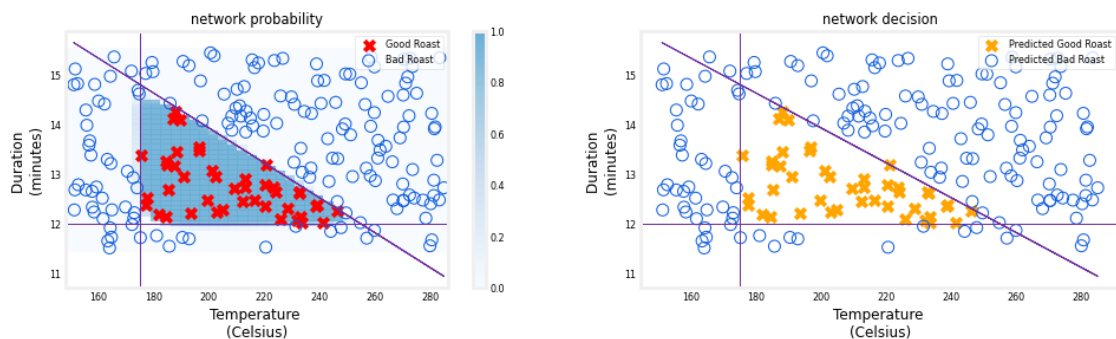 network probability
Good Roast
Bad Roast
15
14
13
12
11
Duration
(minutes)
160
180
200
220
240
260
280
Temperature
(Celsius)
1.0
0.8
0.6
0.4
0.2
0.0
network decision
Predicted Good Roast
Predicted Bad Roast
15
14
13
12
11
Duration
(minutes)
160
180
200
220
240
260
280
Temperature
(Celsius)